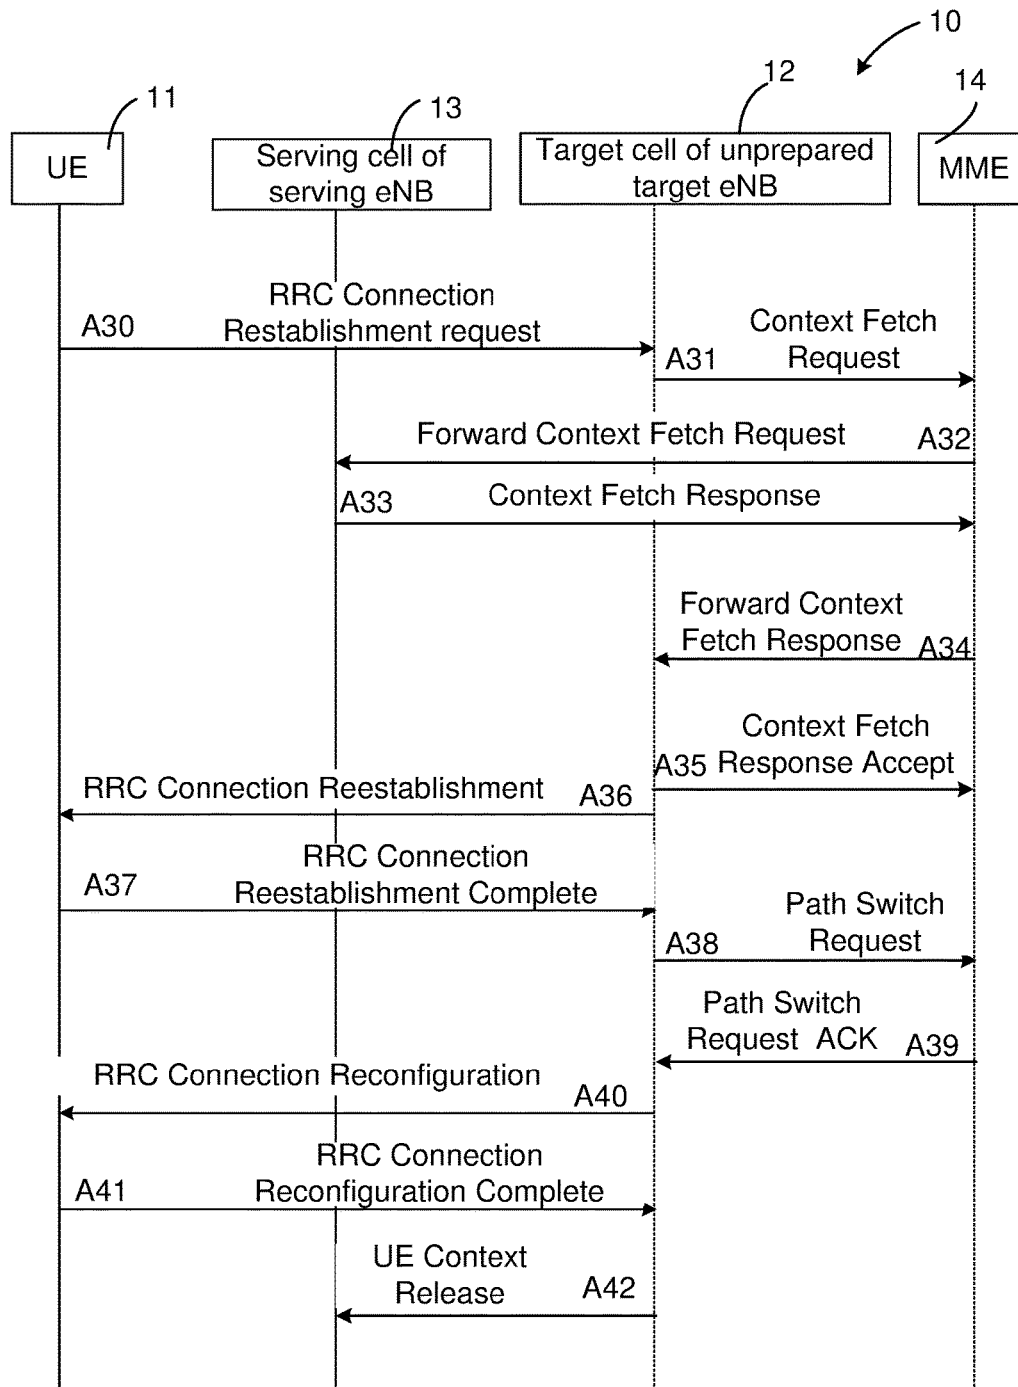 10
11
13
12
14
UE
Serving cell of
serving eNB
Target cell of unprepared
target eNB
MME
RRC Connection
Restablishment request
A30
Context Fetch
Request
A31
Forward Context Fetch Request
A32
A33
Context Fetch Response
Forward Context
Fetch Response
A34
Context Fetch
Response Accept
A35
RRC Connection Reestablishment
A36
RRC Connection
Reestablishment Complete
A37
Path Switch
Request
A38
Path Switch
Request ACK
A39
RRC Connection Reconfiguration
A40
RRC Connection
Reconfiguration Complete
A41
UE Context
Release
A42